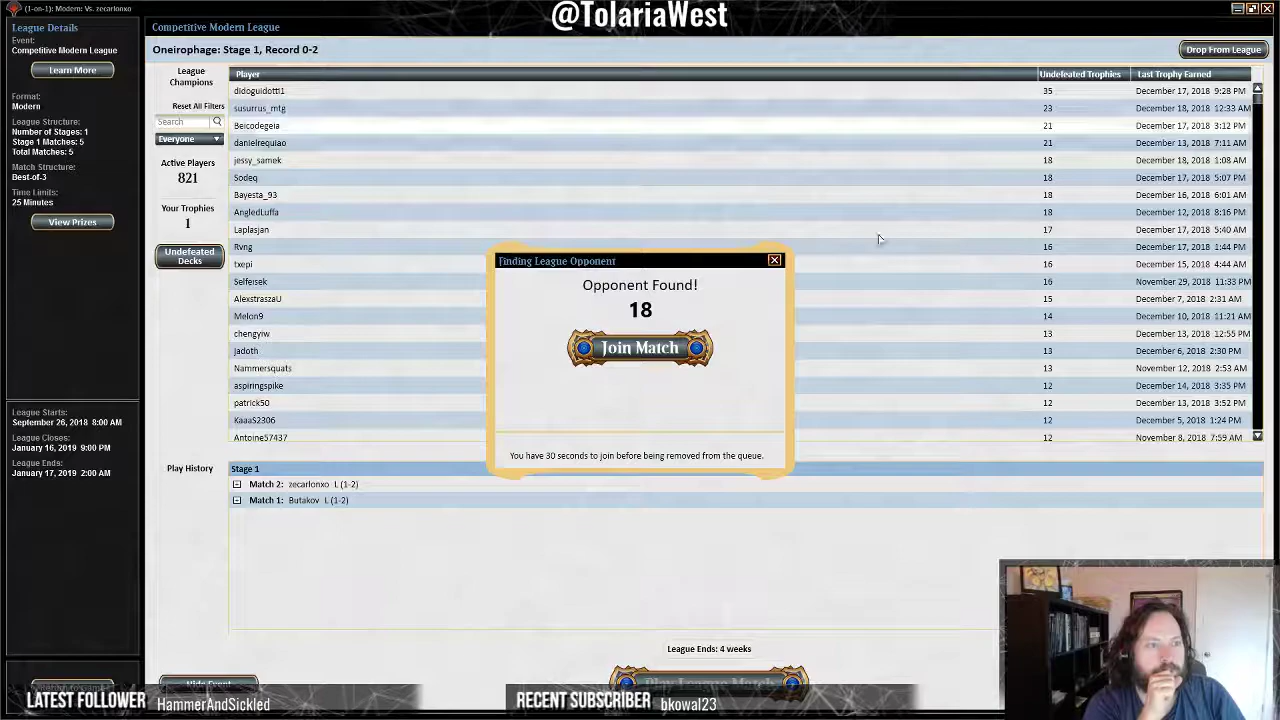 (1-on-1): Modern: Vs. zecarlonxo
@TolariaWest
League Details
Event:
Competitive Modern League
Learn More
Format:
Modern
League Structure:
Number of Stages: 1
Stage 1 Matches: 5
Total Matches: 5
Match Structure:
Best-of-3
Time Limits:
25 Minutes
View Prizes
League Starts:
September 26, 2018 8:00 AM
League Closes:
January 16, 2019 9:00 PM
League Ends:
January 17, 2019 2:00 AM
Competitive Modern League
Oneirophage: Stage 1, Record 0-2
Drop From League
League Champions
Reset All Filters
Search
Everyone
Active Players
821
Your Trophies
1
Undefeated Decks
Player Undefeated Trophies Last Trophy Earned
didoguidotti1 35 December 17, 2018 9:28 PM
susurrus_mtg 23 December 18, 2018 12:33 AM
Beicodegeia 21 December 17, 2018 3:12 PM
danielrequiao 21 December 13, 2018 7:11 AM
jessy_samek 18 December 18, 2018 1:08 AM
Sodeq 18 December 17, 2018 5:07 PM
Bayesta_93 18 December 16, 2018 6:01 AM
AngledLuffa 18 December 12, 2018 8:16 PM
Laplasjan 17 December 17, 2018 5:40 AM
Rvng 16 December 17, 2018 1:44 PM
txepi 16 December 15, 2018 4:44 AM
Selfeisek 16 November 29, 2018 11:33 PM
AlexstraszaU 15 December 7, 2018 2:31 AM
Melon9 14 December 10, 2018 11:21 AM
chengyiw 13 December 13, 2018 12:55 PM
Jadoth 13 December 6, 2018 2:30 PM
Nammersquats 13 November 12, 2018 2:53 AM
aspiringspike 12 December 14, 2018 3:35 PM
patrick50 12 December 13, 2018 3:52 PM
KaaaS2306 12 December 5, 2018 1:24 PM
Antoine57437 12 November 8, 2018 7:59 AM
Finding League Opponent
Opponent Found!
18
Join Match
You have 30 seconds to join before being removed from the queue.
Play History
Stage 1
Match 2: zecarlonxo L (1-2)
Match 1: Butakov L (1-2)
League Ends: 4 weeks
Play League Match
Hide Event
LATEST FOLLOWER HammerAndSickled
RECENT SUBSCRIBER bkowal23